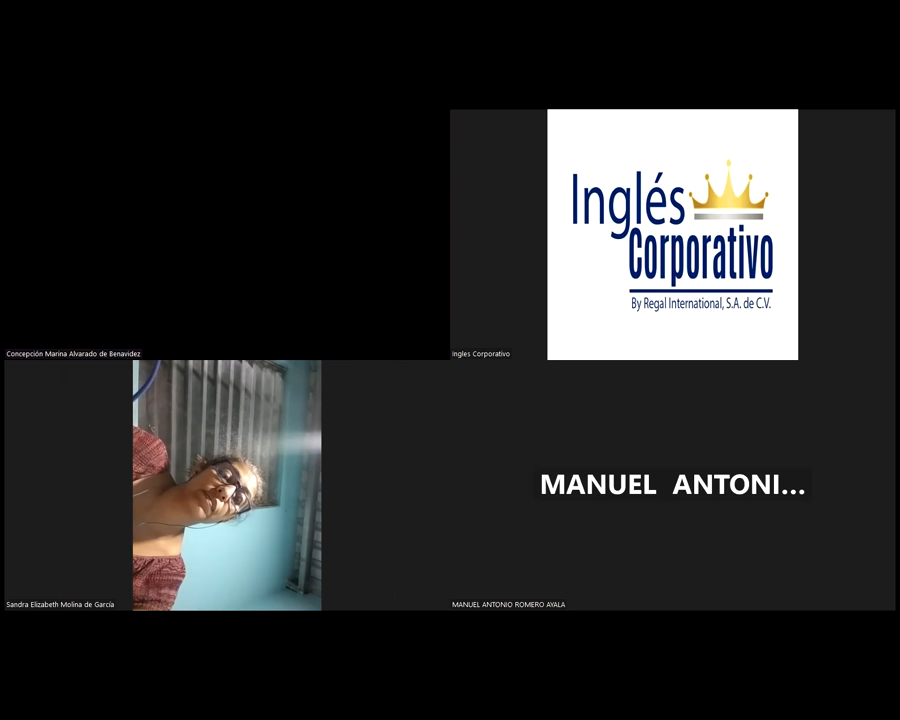 Inglés
Corporativo
By Regal International, S.A. de C.V.
Concepción Marina Alvarado de Benavidez
Ingles Corporativo
MANUEL ANTONI...
Sandra Elizabeth Molina de García
MANUEL ANTONIO ROMERO AYALA